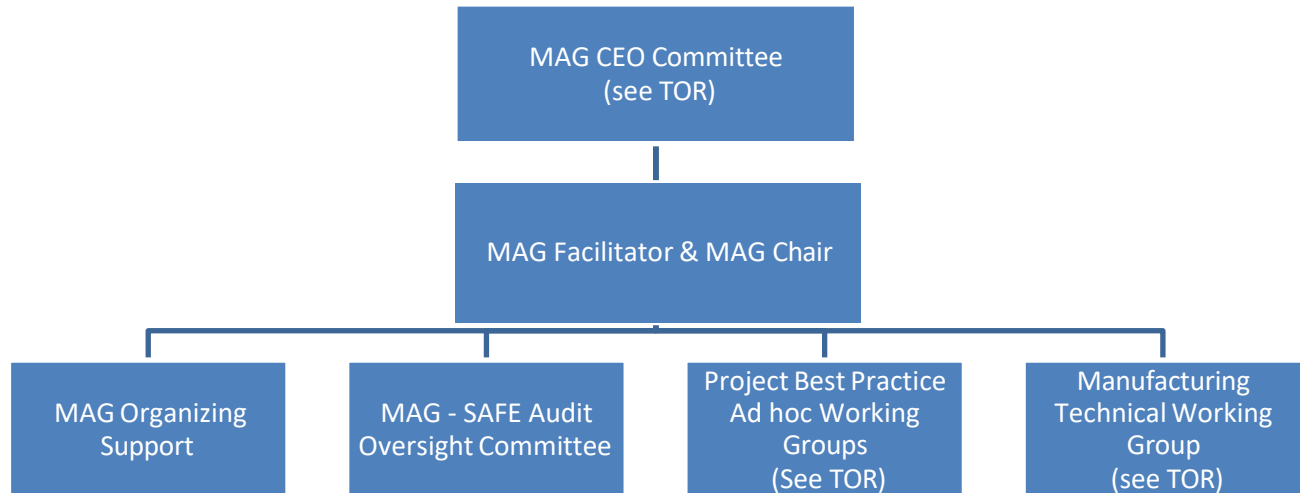 MAG CEO Committee
(see TOR)
MAG Facilitator & MAG Chair
MAG Organizing
Support
MAG - SAFE Audit
Oversight Committee
Project Best Practice
Ad hoc Working
Groups
(See TOR)
Manufacturing
Technical Working
Group
(see TOR)